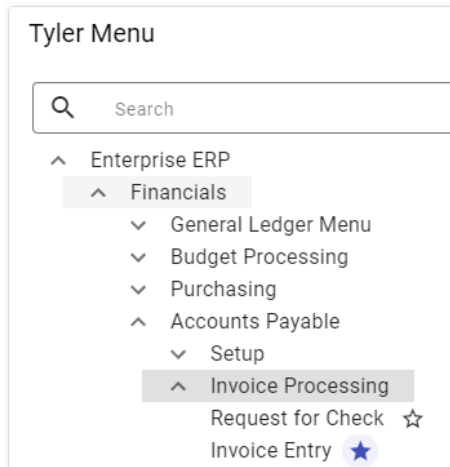 Tyler Menu
Search
Enterprise ERP
Financials
General Ledger Menu
Budget Processing
Purchasing
Accounts Payable
Setup
Invoice Processing
Request for Check
Invoice Entry